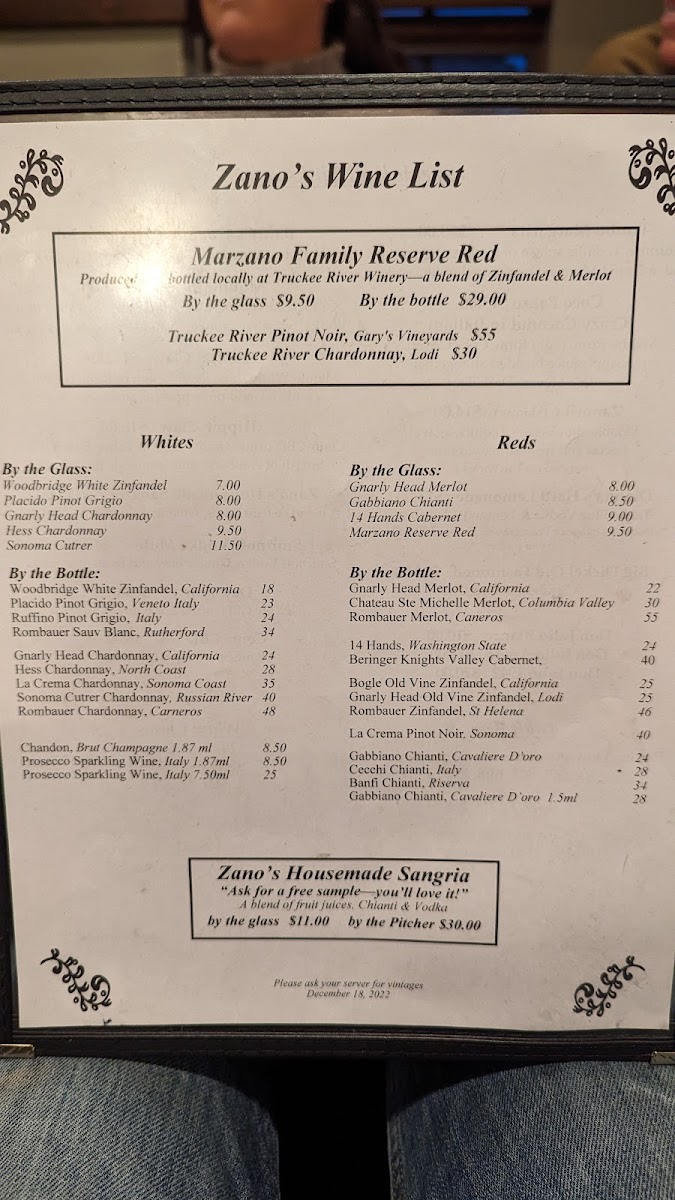 Zano's Wine List
Marzano Family Reserve Red
Produced bottled locally at Truckee River Winery—a blend of Zinfandel & Merlot
By the glass $9.50 By the bottle $29.00
Truckee River Pinot Noir, Gary's Vineyards $55
Truckee River Chardonnay, Lodi $30
Whites
By the Glass:
Woodbridge White Zinfandel 7.00
Placido Pinot Grigio 8.00
Gnarly Head Chardonnay 8.00
Hess Chardonnay 9.50
Sonoma Cutrer 11.50
By the Bottle:
Woodbridge White Zinfandel, California 18
Placido Pinot Grigio, Veneto Italy 23
Ruffino Pinot Grigio, Italy 24
Rombauer Sauv Blanc, Rutherford 34
Gnarly Head Chardonnay, California 24
Hess Chardonnay, North Coast 28
La Crema Chardonnay, Sonoma Coast 35
Sonoma Cutrer Chardonnay, Russian River 40
Rombauer Chardonnay, Carneros 48
Chandon, Brut Champagne 1.87 ml 8.50
Prosecco Sparkling Wine, Italy 1.87ml 8.50
Prosecco Sparkling Wine, Italy 7.50ml 25
Reds
By the Glass:
Gnarly Head Merlot 8.00
Gabbiano Chianti 8.50
14 Hands Cabernet 9.00
Marzano Reserve Red 9.50
By the Bottle:
Gnarly Head Merlot, California 22
Chateau Ste Michelle Merlot, Columbia Valley 30
Rombauer Merlot, Caneros 55
14 Hands, Washington State 24
Beringer Knights Valley Cabernet, 40
Bogle Old Vine Zinfandel, California 25
Gnarly Head Old Vine Zinfandel, Lodi 25
Rombauer Zinfandel, St Helena 46
La Crema Pinot Noir, Sonoma 40
Gabbiano Chianti, Cavaliere D'oro 24
Cecchi Chianti, Italy 28
Banfi Chianti, Riserva 34
Gabbiano Chianti, Cavaliere D'oro 1.5ml 28
Zano's Housemade Sangria
"Ask for a free sample—you'll love it!"
A blend of fruit juices, Chianti & Vodka
by the glass $11.00 by the Pitcher $30.00
Please ask your server for vintages
December 18, 2022